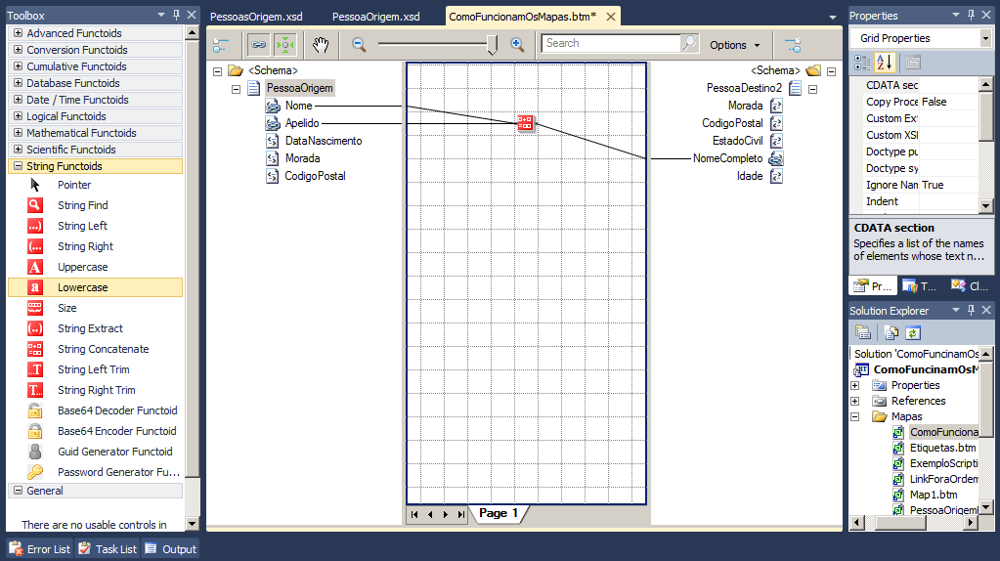 Toolbox
Advanced Functoids
Conversion Functoids
Cumulative Functoids
Database Functoids
Date / Time Functoids
Logical Functoids
Mathematical Functoids
Scientific Functoids
String Functoids
Pointer
String Find
String Left
String Right
Uppercase
Lowercase
Size
String Extract
String Concatenate
String Left Trim
String Right Trim
Base64 Decoder Functoid
Base64 Encoder Functoid
Guid Generator Functoid
Password Generator Fu...
General
There are no usable controls in
Error List
Task List
Output
PessoasOrigem.xsd
PessoaOrigem.xsd
ComoFuncionamOsMapas.btm*
Search
Options
<Schema>
PessoaOrigem
Nome
Apelido
DataNascimento
Morada
CodigoPostal
<Schema>
PessoaDestino2
Morada
CodigoPostal
EstadoCivil
NomeCompleto
Idade
Page 1
Properties
Grid Properties
CDATA sec
Copy Proce False
Custom Ext
Custom XSL
Doctype pu
Doctype sy
Ignore Nam True
Indent
CDATA section
Specifies a list of the names
of elements whose text n...
Pr...
T...
Cl...
Solution Explorer
Solution 'ComoFuncinamOs
ComoFuncinamOsM
Properties
References
Mapas
ComoFunciona
Etiquetas.btm
ExemploScripti
LinkForaOrdem
Map1.btm
PessoaOrigem